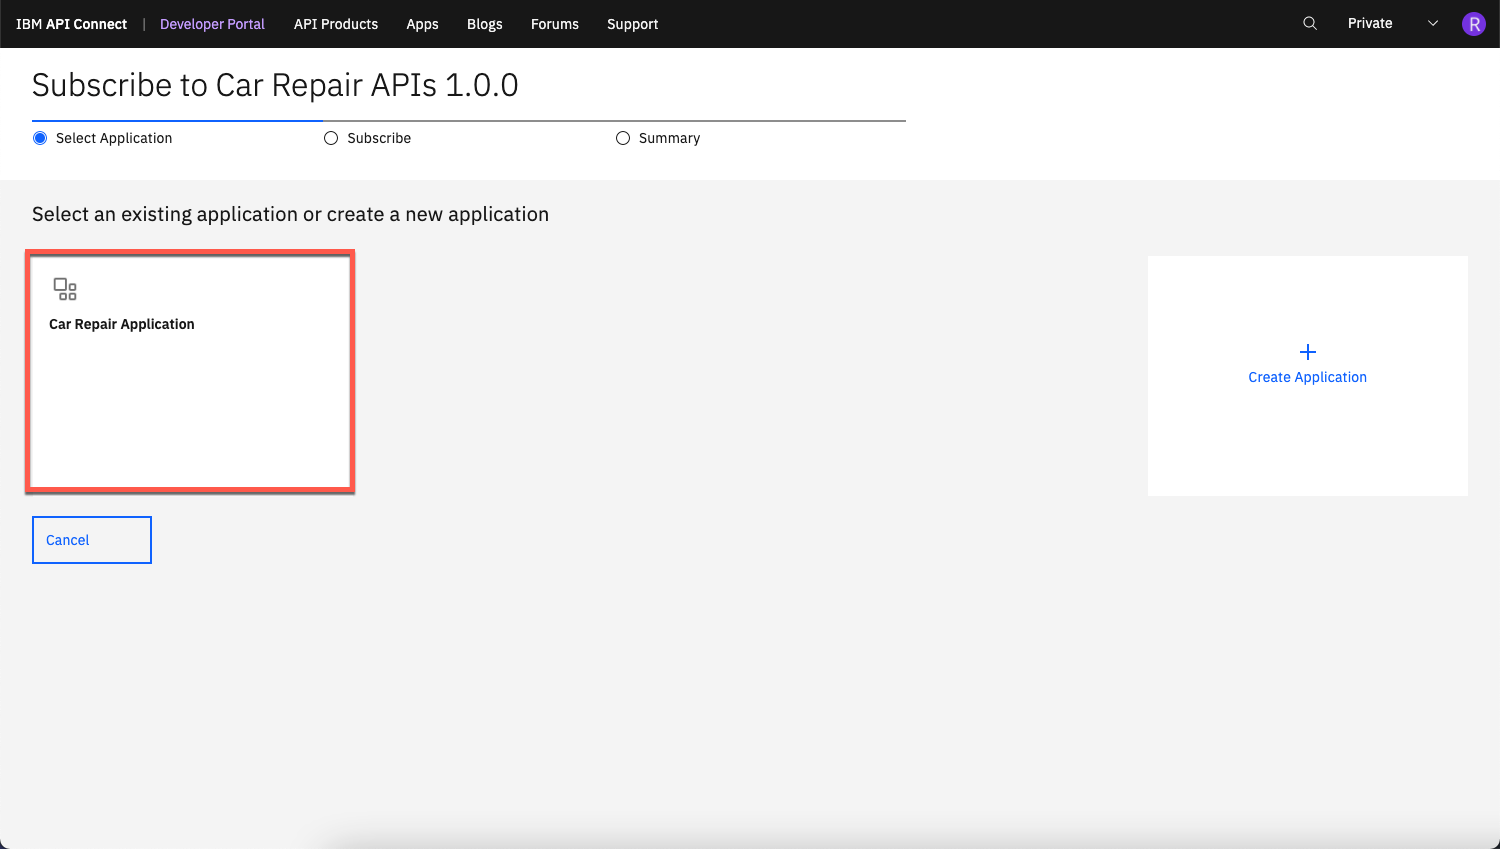 IBM API Connect | Developer Portal API Products Apps Blogs Forums Support Private R
Subscribe to Car Repair APIs 1.0.0
Select Application Subscribe Summary
Select an existing application or create a new application
Car Repair Application
Create Application
Cancel